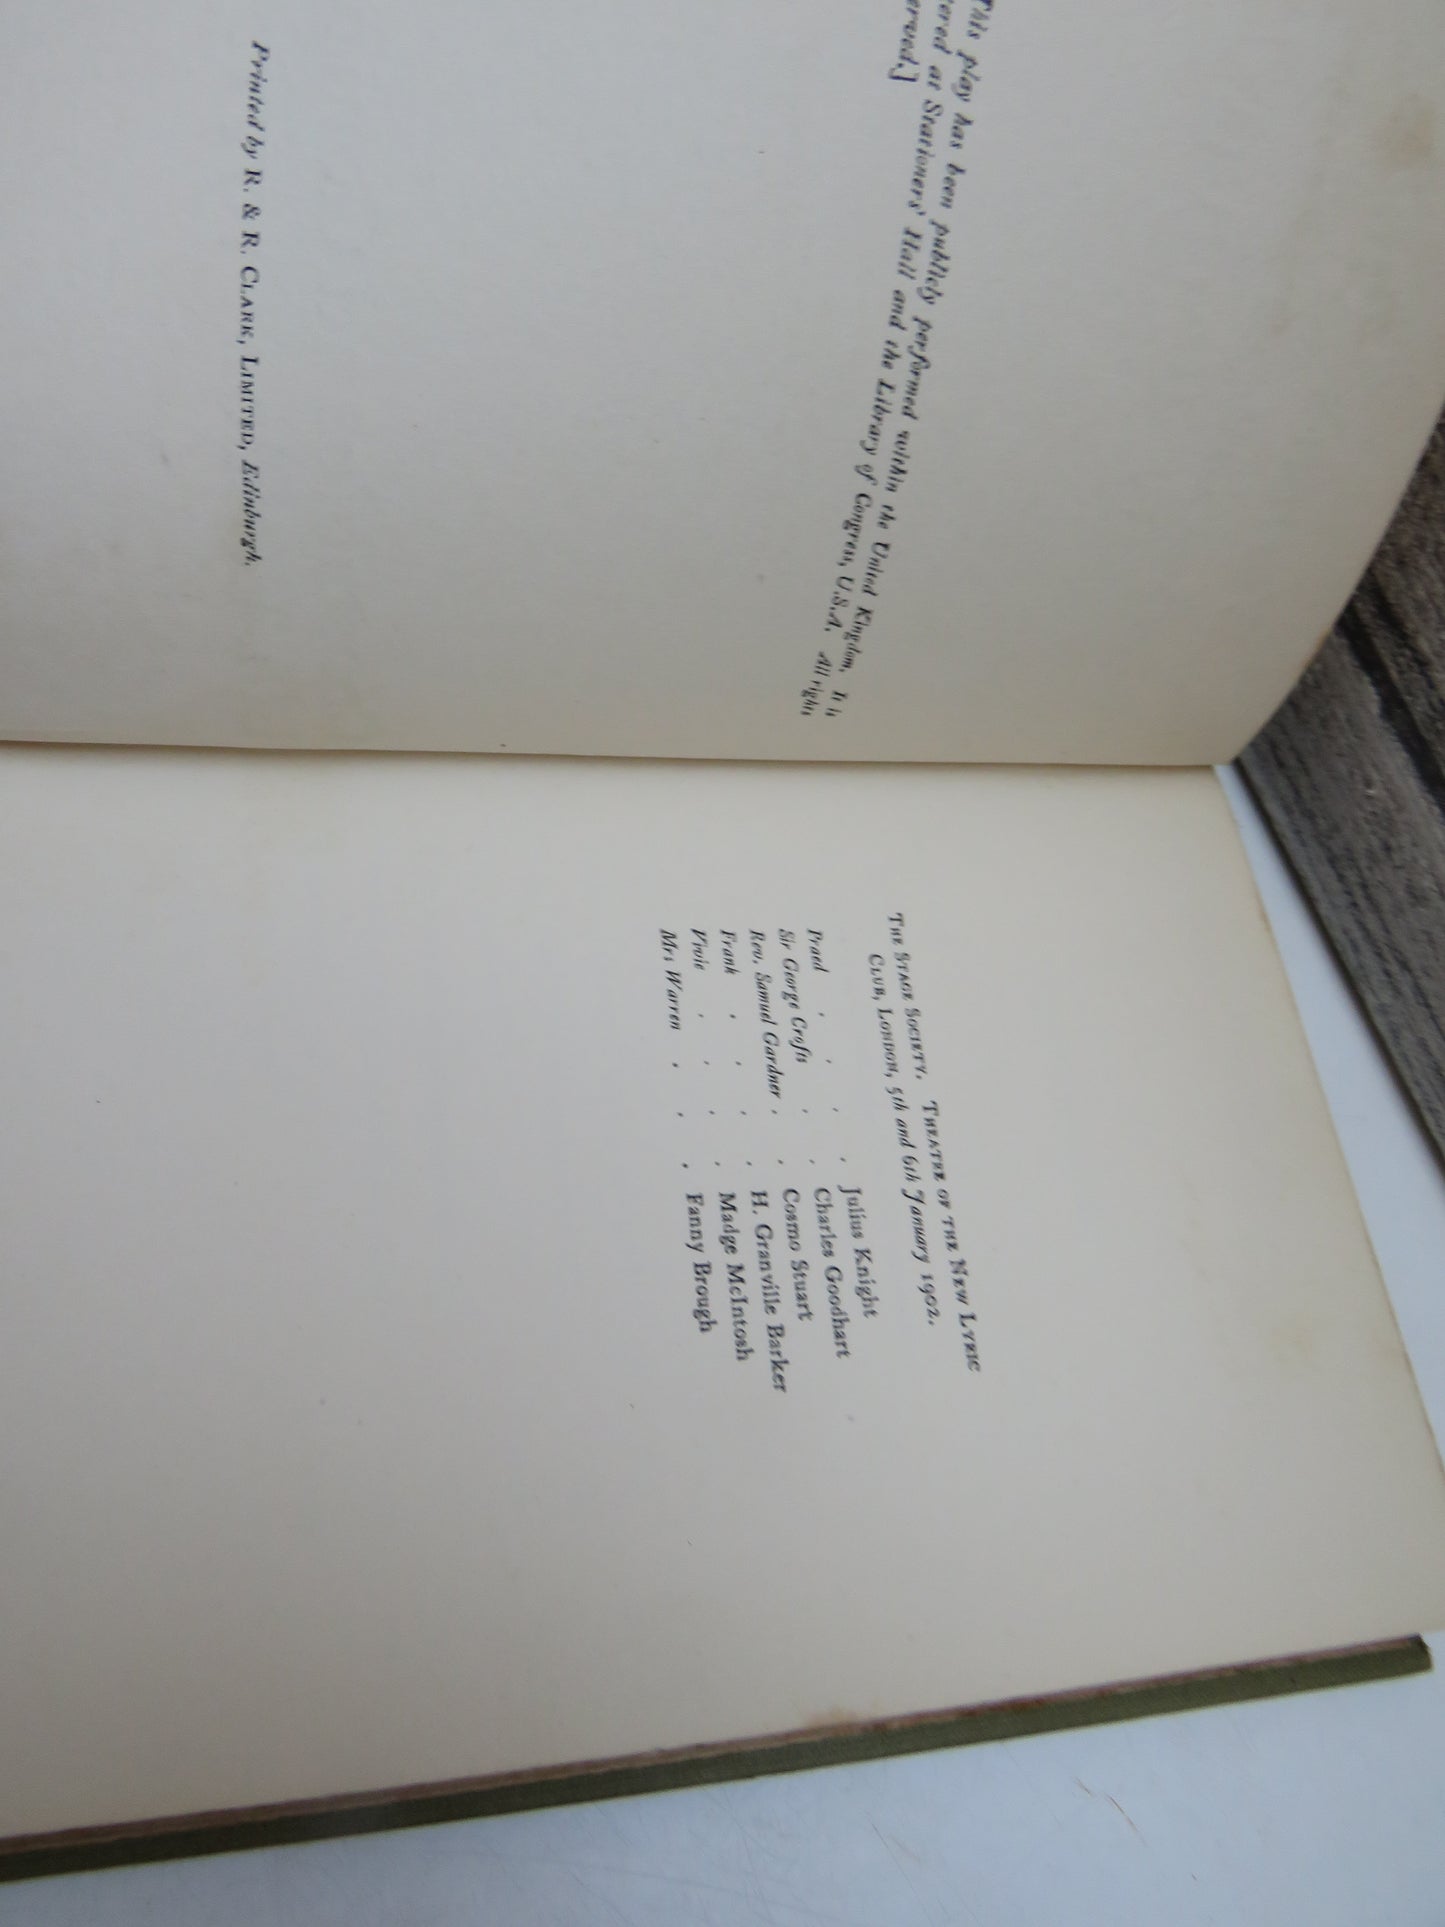 This play has been publicly performed within the United Kingdom. It is
ered at Stationers' Hall and the Library of Congress, U.S.A. All rights
erved.]
Printed by R. & R. CLARK, LIMITED, Edinburgh.
THE STAGE SOCIETY. THEATRE OF THE NEW LYRIC
CLUB, LONDON, 5th and 6th January 1902.
Praed . . . . Julius Knight
Sir George Crofts . . Charles Goodhart
Rev. Samuel Gardner . . Cosmo Stuart
Frank . . . . H. Granville Barker
Vivie . . . . Madge McIntosh
Mrs Warren . . . Fanny Brough